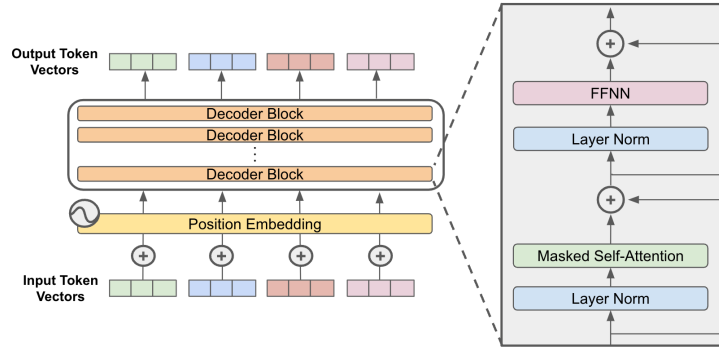 Output Token
Vectors
Decoder Block
Decoder Block
Decoder Block
Position Embedding
Input Token
Vectors
FFNN
Layer Norm
Masked Self-Attention
Layer Norm